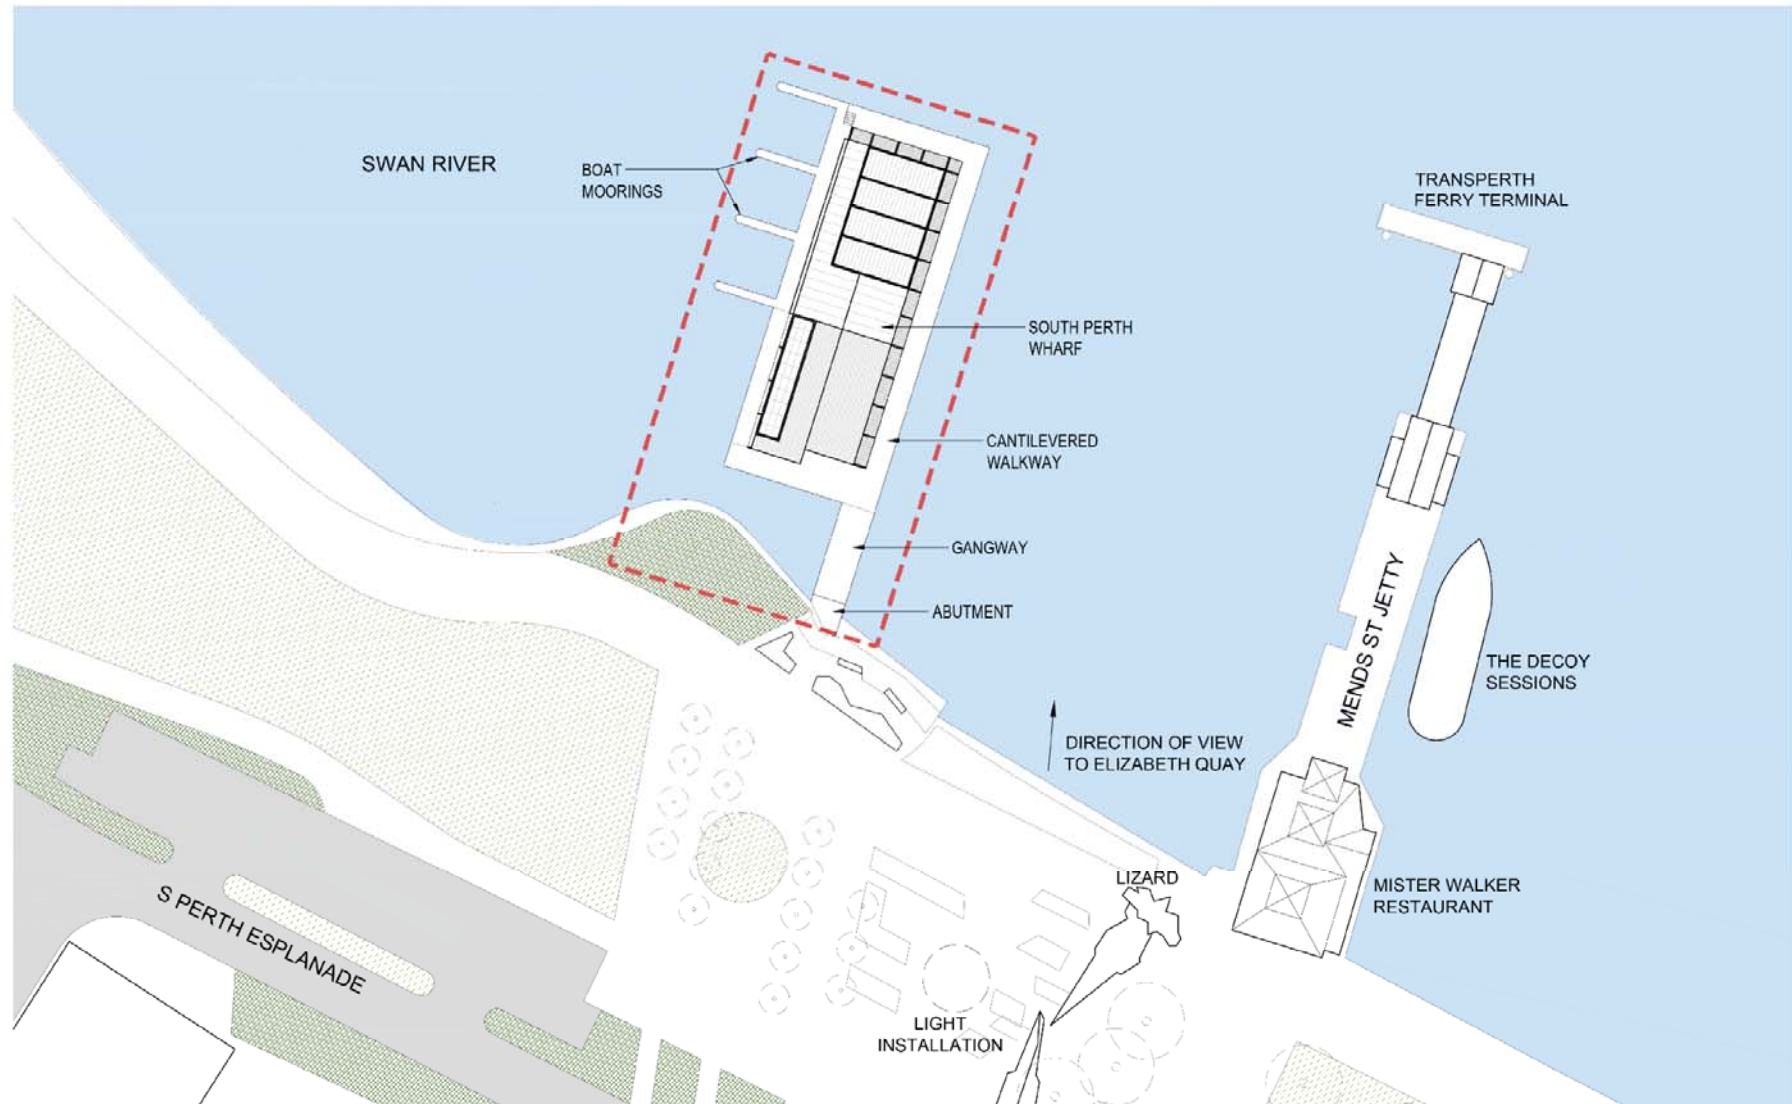 SWAN RIVER
BOAT
MOORINGS
TRANSPERTH
FERRY TERMINAL
SOUTH PERTH
WHARF
CANTILEVERED
WALKWAY
GANGWAY
ABUTMENT
MENDS ST JETTY
THE DECOY
SESSIONS
DIRECTION OF VIEW
TO ELIZABETH QUAY
LIZARD
MISTER WALKER
RESTAURANT
S PERTH ESPLANADE
LIGHT
INSTALLATION